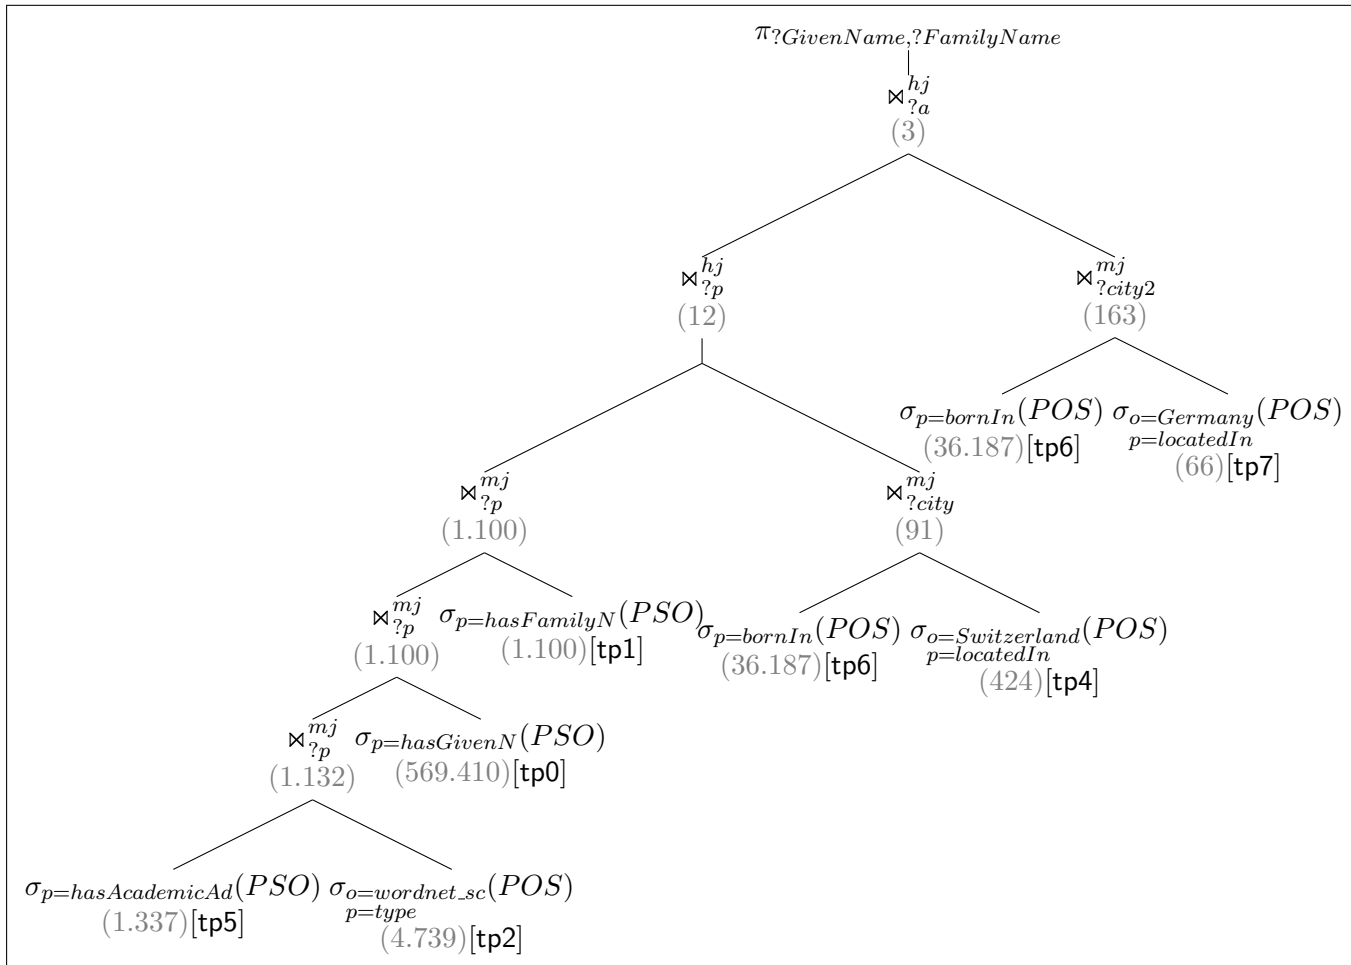 π?GivenName,?FamilyName
⋈hj ?a
(3)
⋈hj ?p
(12)
⋈mj ?city2
(163)
σp=bornIn(POS)
(36.187)[tp6]
σo=Germany(POS)
p=locatedIn
(66)[tp7]
⋈mj ?p
(1.100)
⋈mj ?city
(91)
⋈mj ?p
(1.100)
σp=hasFamilyN(PSO)
(1.100)[tp1]
σp=bornIn(POS)
(36.187)[tp6]
σo=Switzerland(POS)
p=locatedIn
(424)[tp4]
⋈mj ?p
(1.132)
σp=hasGivenN(PSO)
(569.410)[tp0]
σp=hasAcademicAd(PSO)
(1.337)[tp5]
σo=wordnet_sc(POS)
p=type
(4.739)[tp2]